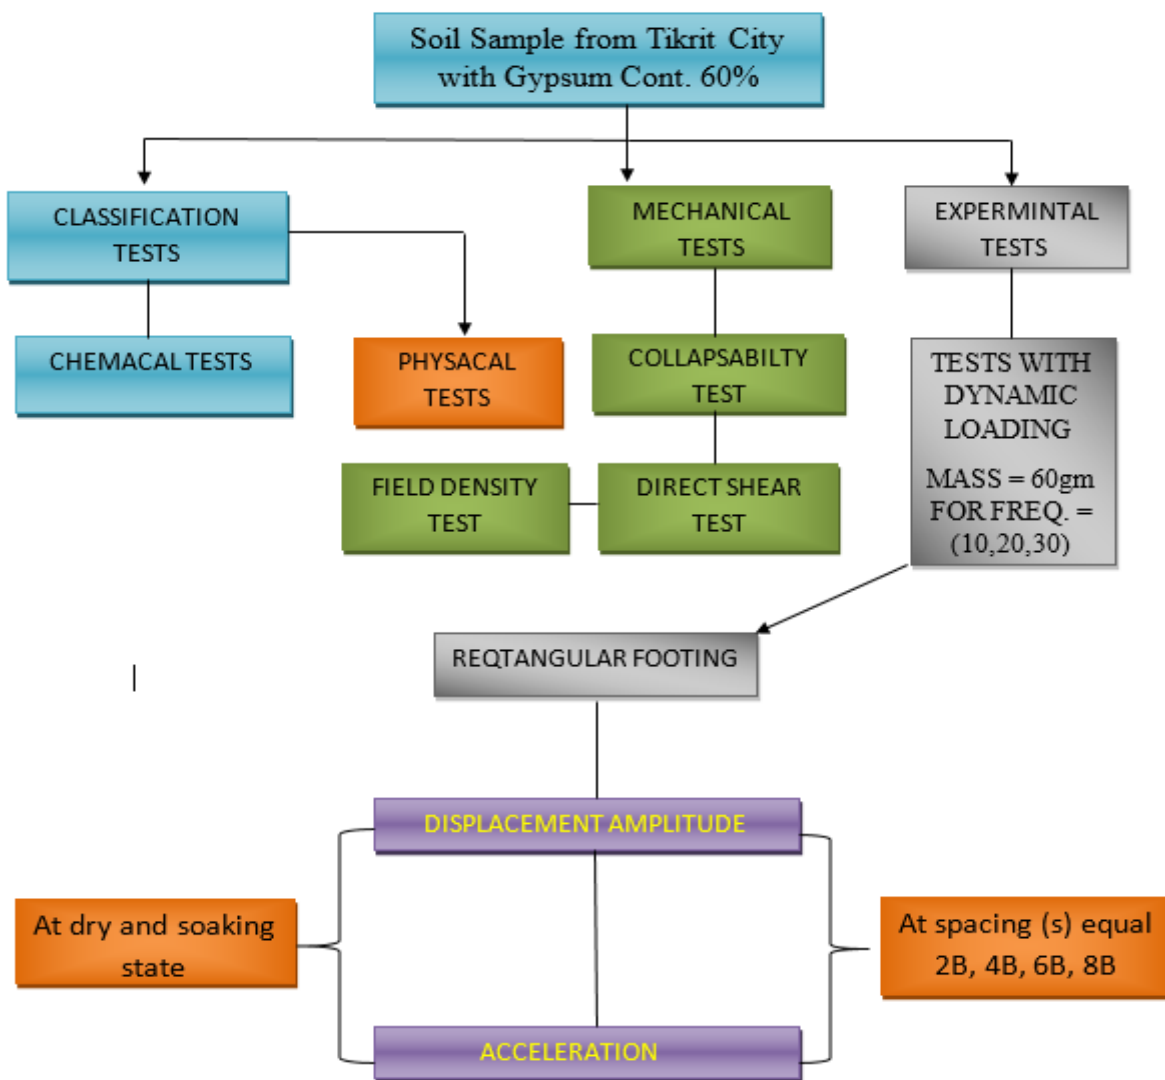 Soil Sample from Tikrit City
with Gypsum Cont. 60%
CLASSIFICATION
TESTS
MECHANICAL
TESTS
EXPERMINTAL
TESTS
CHEMACAL TESTS
PHYSACAL
TESTS
COLLAPSABILTY
TEST
TESTS WITH
DYNAMIC
LOADING
MASS = 60gm
FOR FREQ. =
(10,20,30)
FIELD DENSITY
TEST
DIRECT SHEAR
TEST
REQTANGULAR FOOTING
DISPLACEMENT AMPLITUDE
At dry and soaking
state
At spacing (s) equal
2B, 4B, 6B, 8B
ACCELERATION